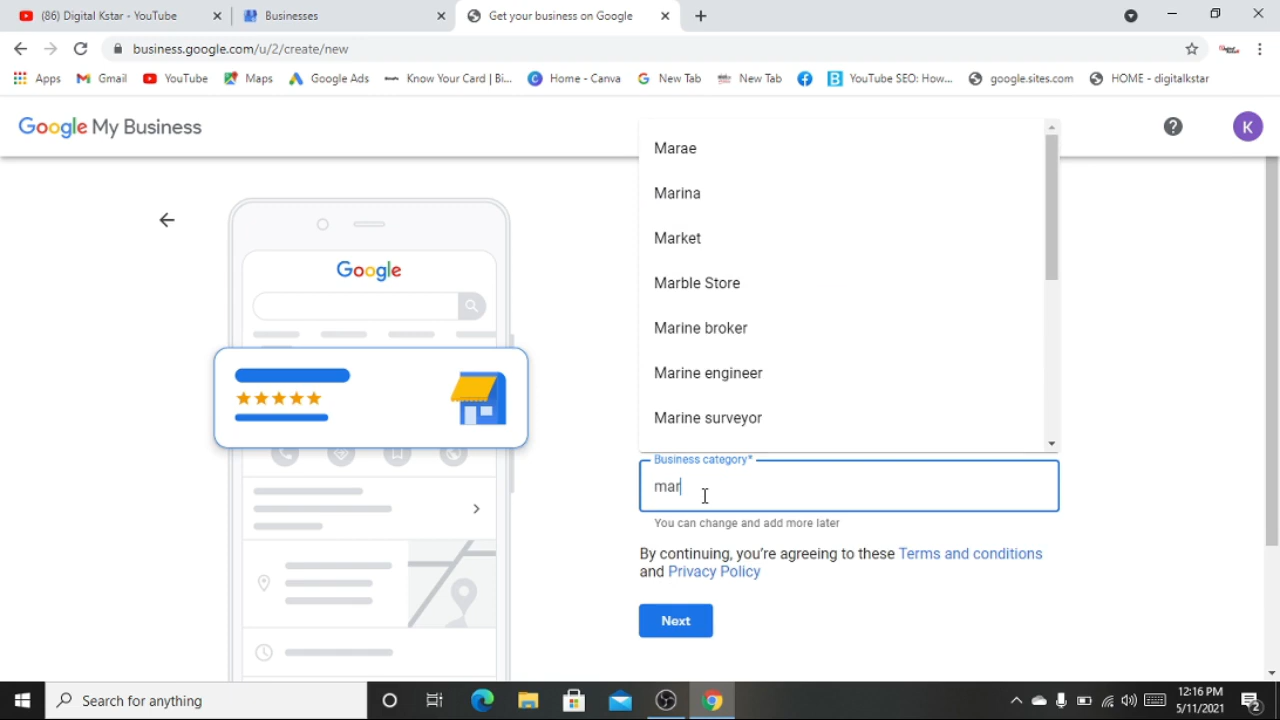 (86) Digital Kstar - YouTube
Businesses
Get your business on Google
business.google.com/u/2/create/new
Apps
Gmail
YouTube
Maps
Google Ads
Know Your Card | Bi...
Home - Canva
New Tab
New Tab
YouTube SEO: How...
google.sites.com
HOME - digitalkstar
Google My Business
K
Google
Marae
Marina
Market
Marble Store
Marine broker
Marine engineer
Marine surveyor
Business category*
mar
You can change and add more later
By continuing, you're agreeing to these Terms and conditions
and Privacy Policy
Next
Search for anything
12:16 PM
5/11/2021
2